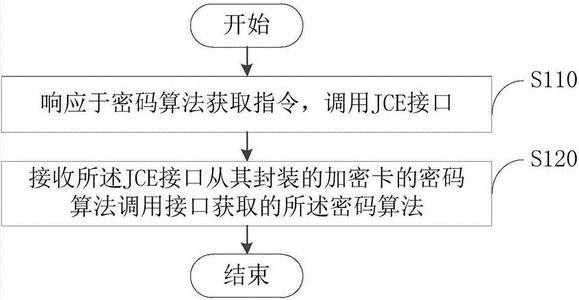 开始
响应于密码算法获取指令，调用JCE接口
S110
接收所述JCE接口从其封装的加密卡的密码
算法调用接口获取的所述密码算法
S120
结束